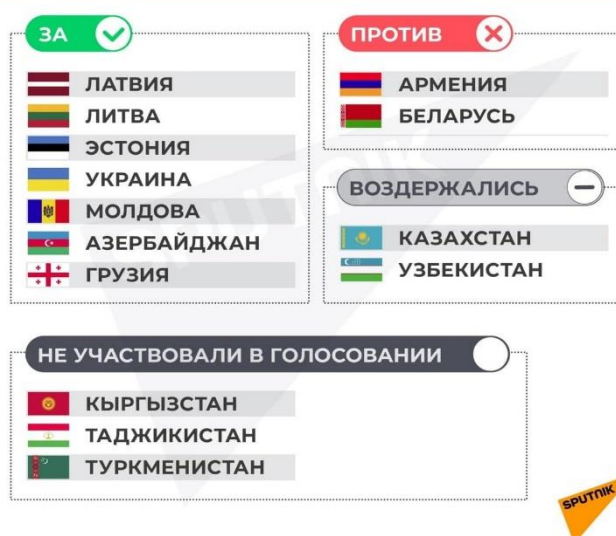 ЗА
ЛАТВИЯ
ЛИТВА
ЭСТОНИЯ
УКРАИНА
МОЛДОВА
АЗЕРБАЙДЖАН
ГРУЗИЯ
ПРОТИВ
АРМЕНИЯ
БЕЛАРУСЬ
ВОЗДЕРЖАЛИСЬ
КАЗАХСТАН
УЗБЕКИСТАН
НЕ УЧАСТВОВАЛИ В ГОЛОСОВАНИИ
КЫРГЫЗСТАН
ТАДЖИКИСТАН
ТУРКМЕНИСТАН
SPUTNIK
SPUTNIK